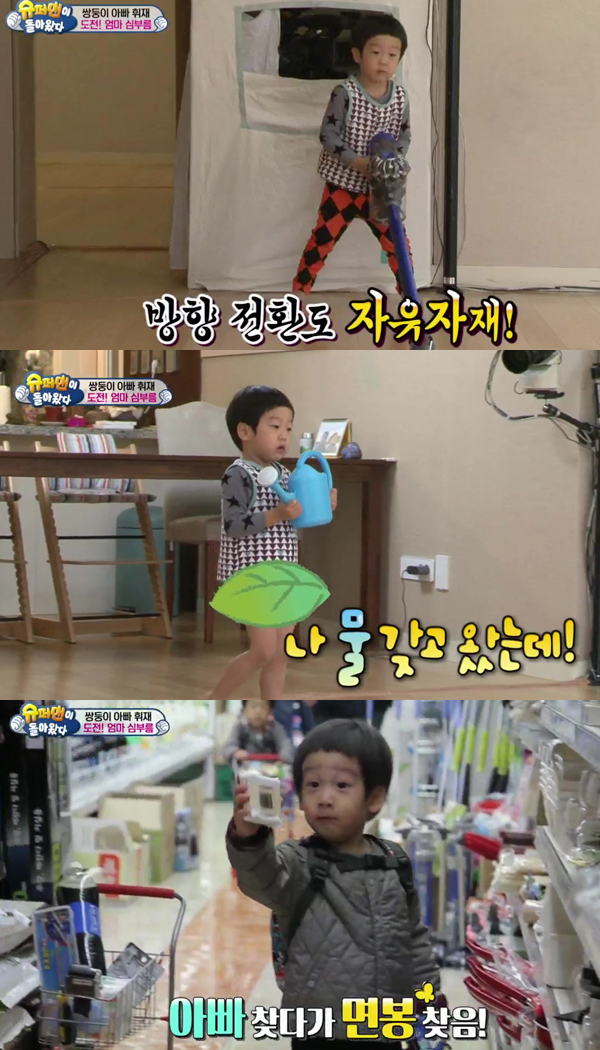 슈퍼맨이
돌아왔다
쌍둥이 아빠 휘재
도전! 엄마 심부름
방향 전환도 자유자재!
슈퍼맨이
돌아왔다
쌍둥이 아빠 휘재
도전! 엄마 심부름
나 물 갖고 왔는데!
슈퍼맨이
돌아왔다
쌍둥이 아빠 휘재
도전! 엄마 심부름
아빠 찾다가 면봉 찾음!